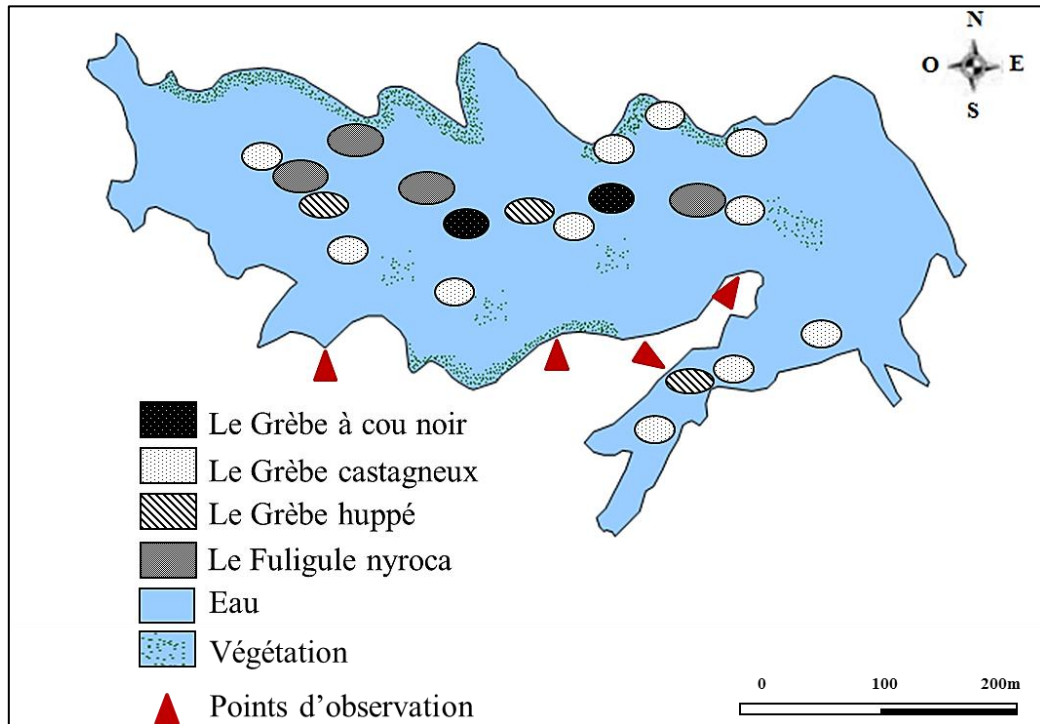 N
O E
S
Le Grèbe à cou noir
Le Grèbe castagneux
Le Grèbe huppé
Le Fuligule nyroca
Eau
Végétation
Points d'observation
0 100 200m